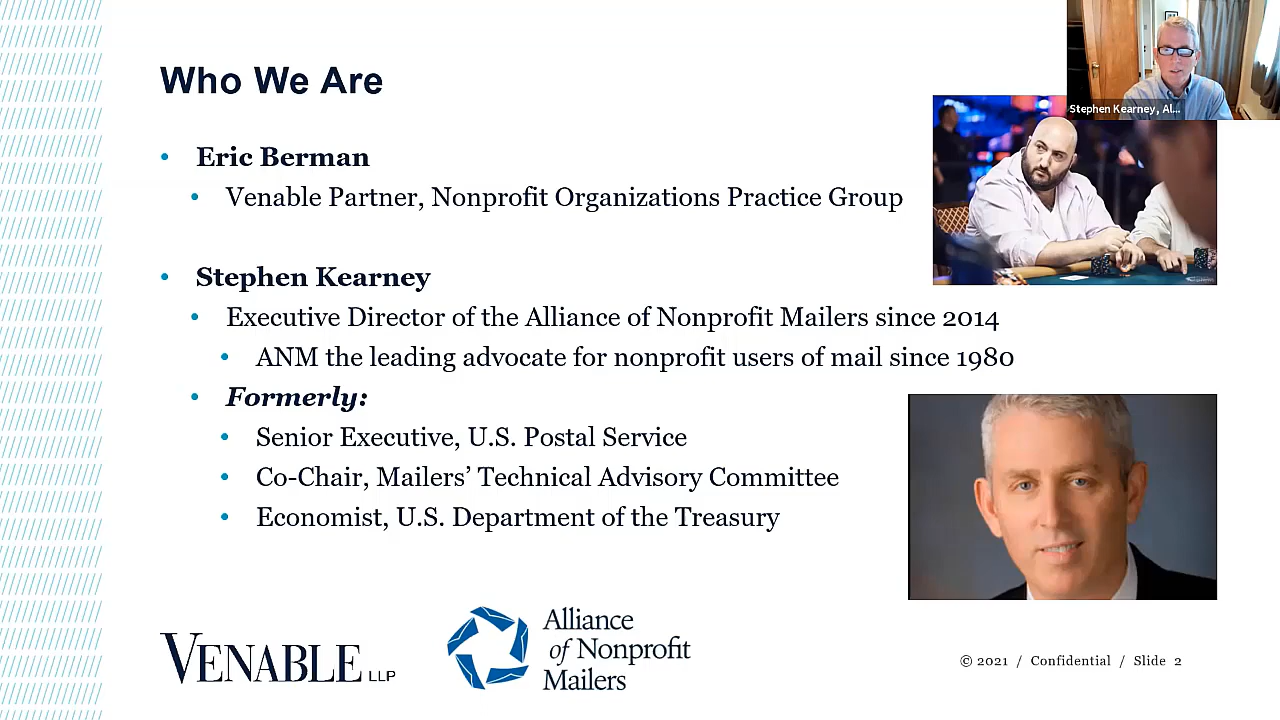 Who We Are
Stephen Kearney, Al...
• Eric Berman
• Venable Partner, Nonprofit Organizations Practice Group
• Stephen Kearney
• Executive Director of the Alliance of Nonprofit Mailers since 2014
• ANM the leading advocate for nonprofit users of mail since 1980
• Formerly:
• Senior Executive, U.S. Postal Service
• Co-Chair, Mailers’ Technical Advisory Committee
• Economist, U.S. Department of the Treasury
VENABLE LLP
Alliance
of Nonprofit
Mailers
© 2021 / Confidential / Slide 2